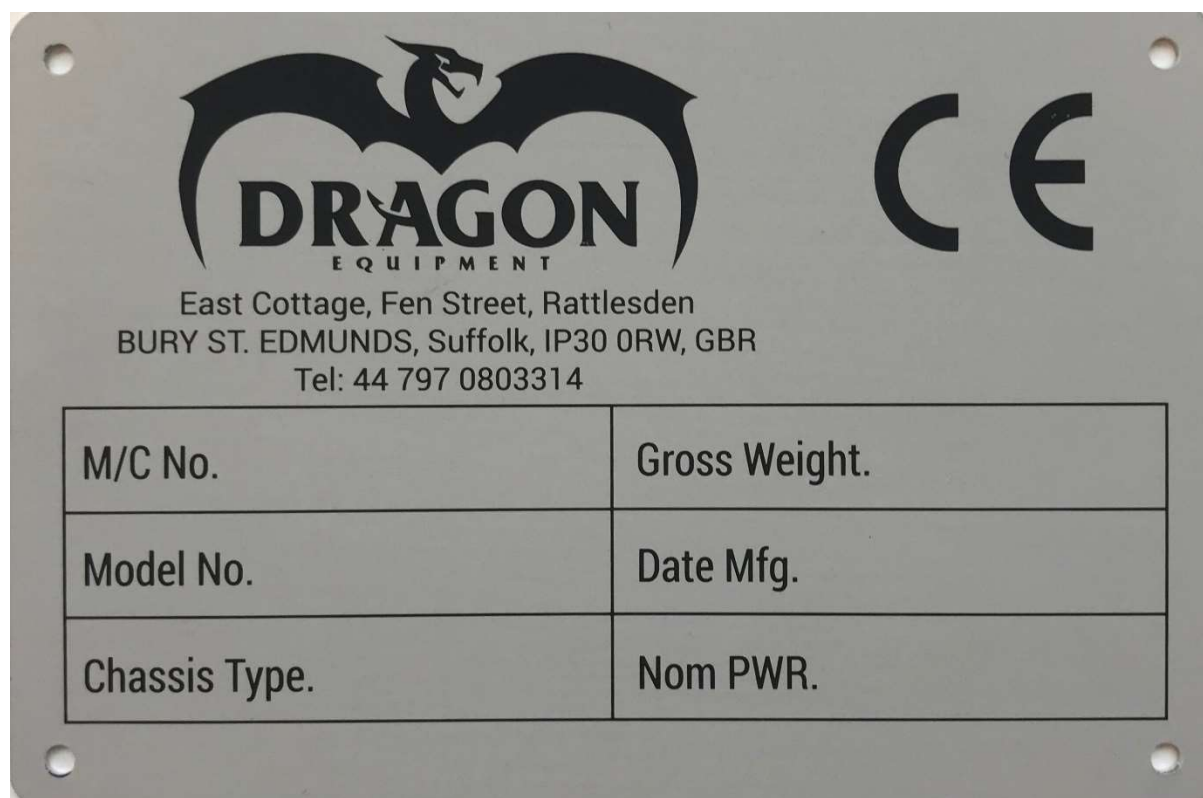 DRAGON
EQUIPMENT
CE
East Cottage, Fen Street, Rattlesden
BURY ST. EDMUNDS, Suffolk, IP30 0RW, GBR
Tel: 44 797 0803314
M/C No.
Gross Weight.
Model No.
Date Mfg.
Chassis Type.
Nom PWR.